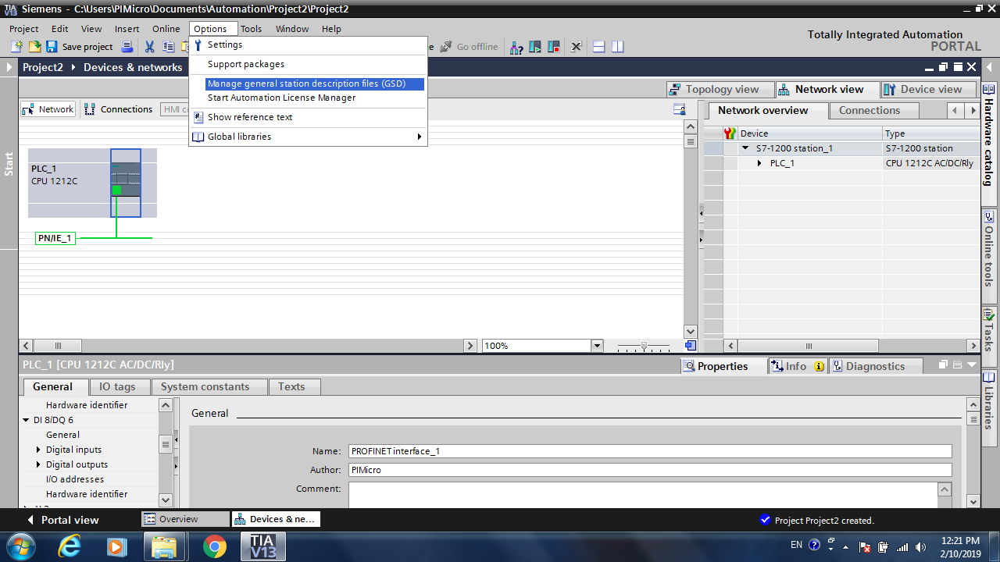 TIA V13 Siemens - C:\Users\PIMicro\Documents\Automation\Project2\Project2
Project Edit View Insert Online Options Tools Window Help
Totally Integrated Automation
PORTAL
Save project
Go offline
Settings
Support packages
Manage general station description files (GSD)
Start Automation License Manager
Show reference text
Global libraries
Project2 Devices & networks
Topology view Network view Device view
Network Connections HMI co
Network overview Connections
Device Type
S7-1200 station_1 S7-1200 station
PLC_1 CPU 1212C AC/DC/Rly
Start
PLC_1
CPU 1212C
PN/IE_1
100%
Hardware catalog
Online tools
Tasks
Libraries
PLC_1 [CPU 1212C AC/DC/Rly]
Properties Info Diagnostics
General IO tags System constants Texts
Hardware identifier
DI 8/DQ 6
General
Digital inputs
Digital outputs
I/O addresses
Hardware identifier
General
Name: PROFINET interface_1
Author: PIMicro
Comment:
Portal view Overview Devices & ne... Project Project2 created.
TIA V13
EN
12:21 PM
2/10/2019